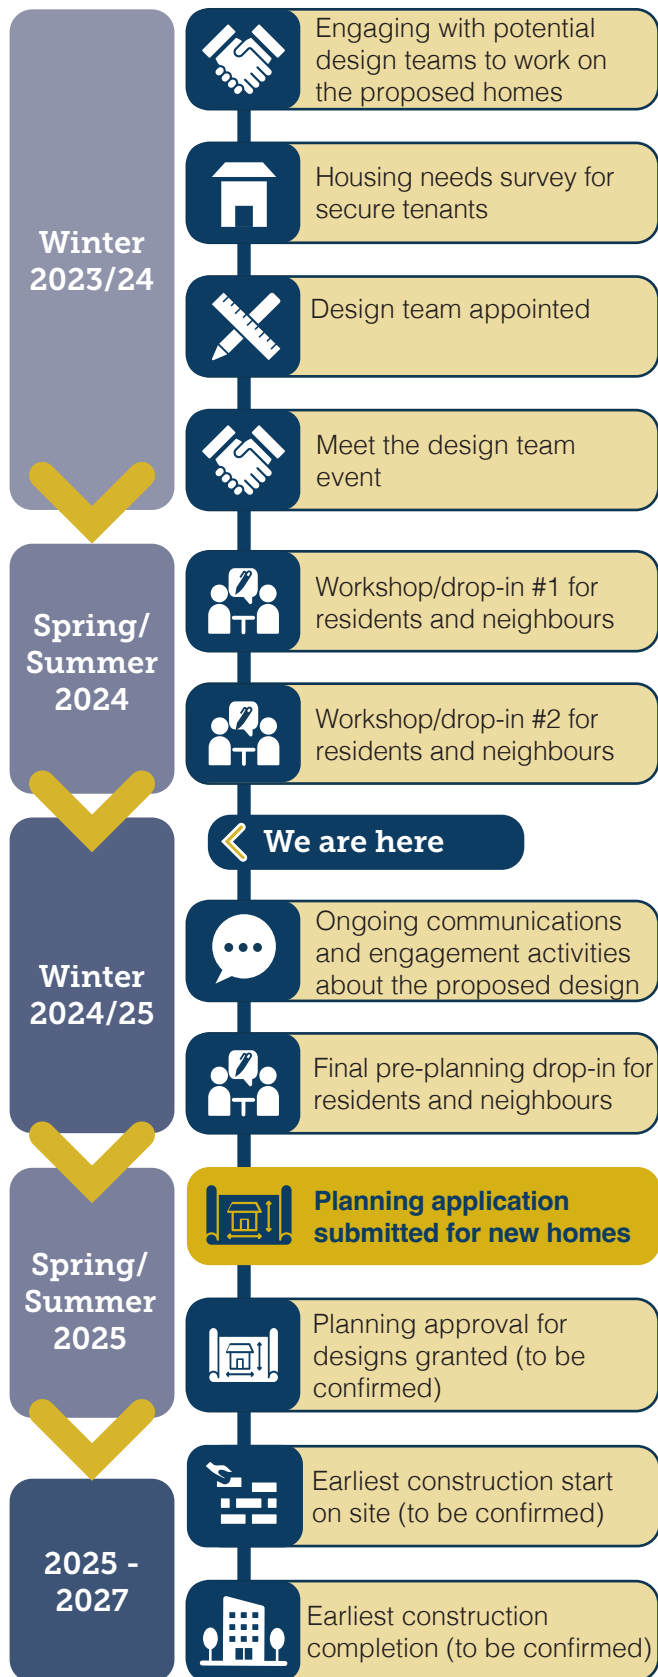 Winter
2023/24
Engaging with potential
design teams to work on
the proposed homes
Housing needs survey for
secure tenants
Design team appointed
Meet the design team
event
Spring/
Summer
2024
Workshop/drop-in #1 for
residents and neighbours
Workshop/drop-in #2 for
residents and neighbours
We are here
Winter
2024/25
Ongoing communications
and engagement activities
about the proposed design
Final pre-planning drop-in for
residents and neighbours
Spring/
Summer
2025
Planning application
submitted for new homes
Planning approval for
designs granted (to be
confirmed)
2025 -
2027
Earliest construction start
on site (to be confirmed)
Earliest construction
completion (to be confirmed)